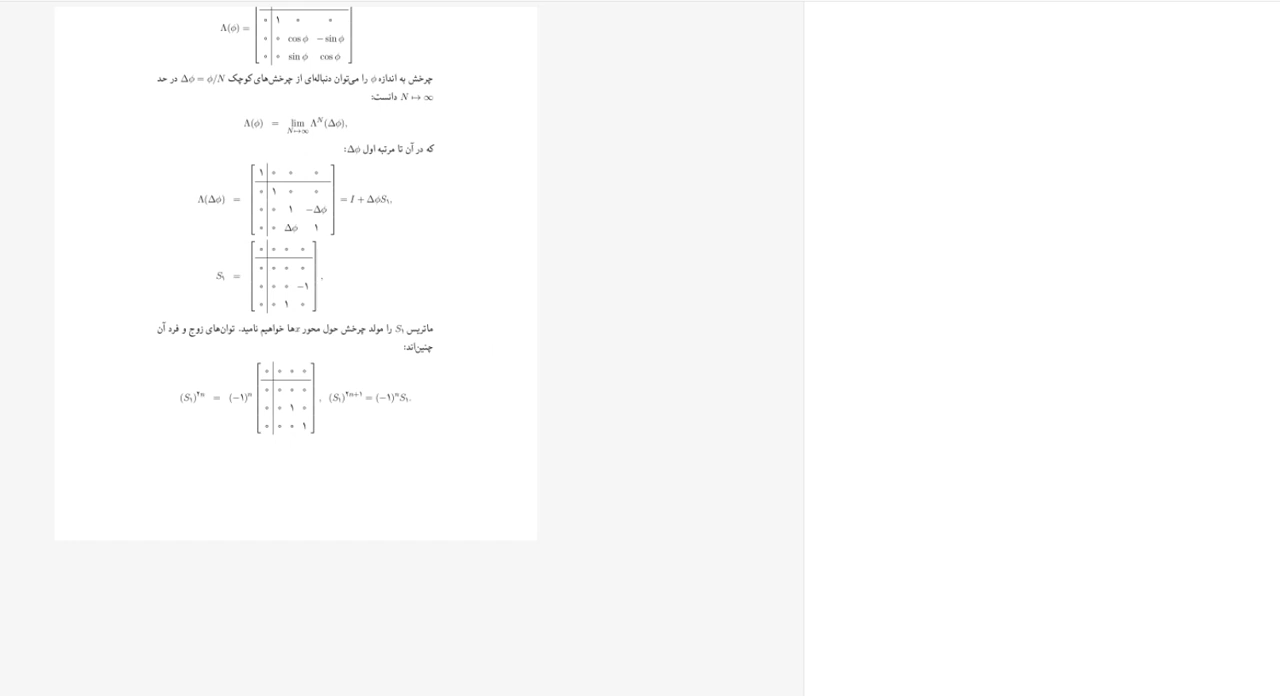 Λ(φ) = [ ۰ | ۱ ۰ ۰
۰ | ۰ cos φ − sin φ
۰ | ۰ sin φ cos φ ]
چرخش به اندازه φ را می‌توان دنباله‌ای از چرخش‌های کوچک Δφ = φ/N در حد
N ↦ ∞ دانست:
Λ(φ) = lim_{N↦∞} Λ^N(Δφ),
که در آن تا مرتبه اول Δφ:
Λ(Δφ) = [ ۱ | ۰ ۰ ۰
۰ | ۱ ۰ ۰
۰ | ۰ ۱ −Δφ
۰ | ۰ Δφ ۱ ] = I + ΔφS₁,
S₁ = [ ۰ | ۰ ۰ ۰
۰ | ۰ ۰ ۰
۰ | ۰ ۰ −۱
۰ | ۰ ۱ ۰ ] ,
ماتریس S₁ را مولد چرخش حول محور xها خواهیم نامید. توان‌های زوج و فرد آن
چنین‌اند:
(S₁)^{۲n} = (−۱)^n [ ۰ | ۰ ۰ ۰
۰ | ۰ ۰ ۰
۰ | ۰ ۱ ۰
۰ | ۰ ۰ ۱ ] , (S₁)^{۲n+۱} = (−۱)^n S₁.